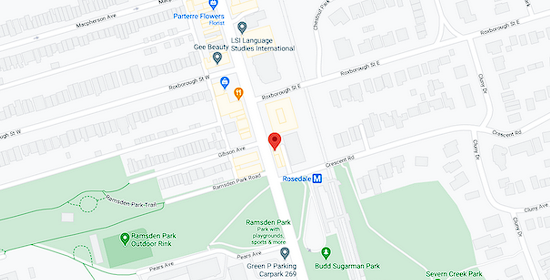 Macpherson Ave
Parterre Flowers
Florist
Chestnut Park
LSI Language
Studies International
Gee Beauty
Roxborough St E
Roxborough St W
Roxborough St E
Cluny Dr
Roxborough St W
Gibson Ave
Crescent Rd
Cluny Dr
Crescent Rd
Ramsden Park Road
Rosedale M
Ramsden-Park-Trail
Ramsden Park
Park with
playgrounds,
sports & more
Ramsden Park
Outdoor Rink
Pears Ave
Pears Ave
Green P Parking
Carpark 269
Budd Sugarman Park
Severn Creek Park